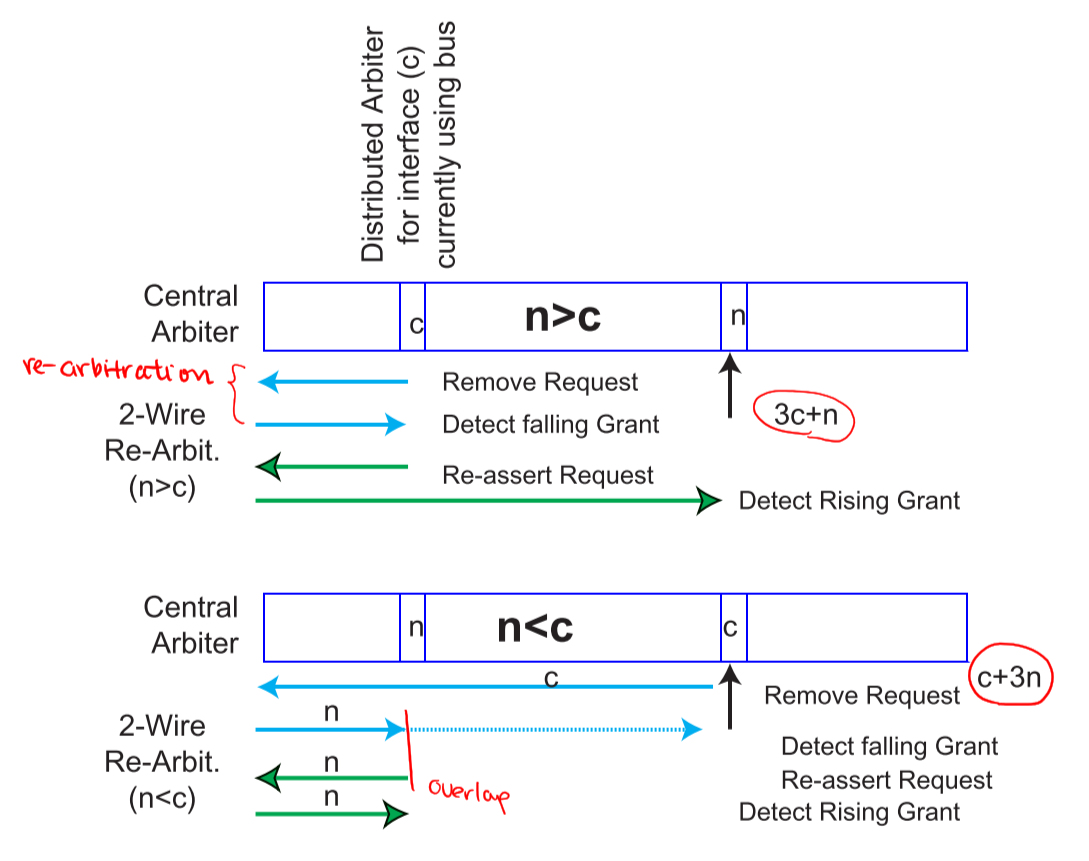 Distributed Arbiter
for interface (c)
currently using bus
Central
Arbiter
c
n>c
n
re-arbitration
Remove Request
2-Wire
Re-Arbit.
(n>c)
Detect falling Grant
3c+n
Re-assert Request
Detect Rising Grant
Central
Arbiter
n
n<c
c
c
c+3n
Remove Request
2-Wire
Re-Arbit.
(n<c)
n
Detect falling Grant
n
overlap
Re-assert Request
n
Detect Rising Grant